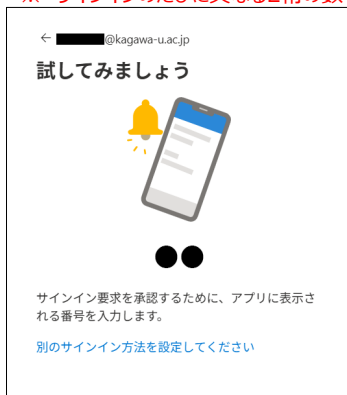 ← @kagawa-u.ac.jp
試してみましょう
サインイン要求を承認するために、アプリに表示さ
れる番号を入力します。
別のサインイン方法を設定してください